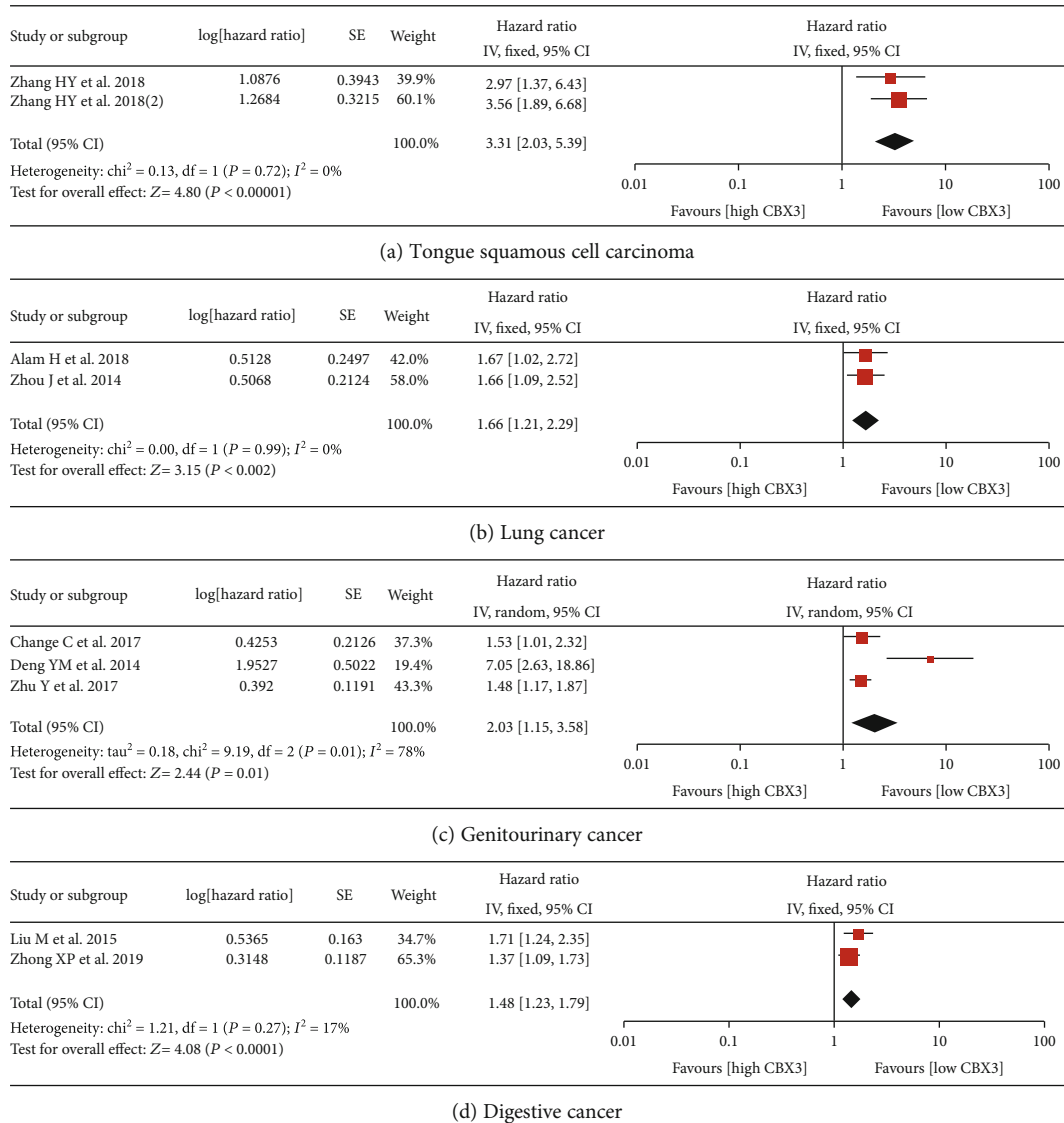 Study or subgroup log[hazard ratio] SE Weight Hazard ratio Hazard ratio
IV, fixed, 95% CI IV, fixed, 95% CI
Zhang HY et al. 2018 1.0876 0.3943 39.9% 2.97 [1.37, 6.43]
Zhang HY et al. 2018(2) 1.2684 0.3215 60.1% 3.56 [1.89, 6.68]
Total (95% CI) 100.0% 3.31 [2.03, 5.39]
Heterogeneity: chi² = 0.13, df = 1 (P = 0.72); I² = 0%
Test for overall effect: Z= 4.80 (P < 0.00001)
0.01 0.1 1 10 100
Favours [high CBX3] Favours [low CBX3]
(a) Tongue squamous cell carcinoma
Study or subgroup log[hazard ratio] SE Weight Hazard ratio Hazard ratio
IV, fixed, 95% CI IV, fixed, 95% CI
Alam H et al. 2018 0.5128 0.2497 42.0% 1.67 [1.02, 2.72]
Zhou J et al. 2014 0.5068 0.2124 58.0% 1.66 [1.09, 2.52]
Total (95% CI) 100.0% 1.66 [1.21, 2.29]
Heterogeneity: chi² = 0.00, df = 1 (P = 0.99); I² = 0%
Test for overall effect: Z= 3.15 (P < 0.002)
0.01 0.1 1 10 100
Favours [high CBX3] Favours [low CBX3]
(b) Lung cancer
Study or subgroup log[hazard ratio] SE Weight Hazard ratio Hazard ratio
IV, random, 95% CI IV, random, 95% CI
Change C et al. 2017 0.4253 0.2126 37.3% 1.53 [1.01, 2.32]
Deng YM et al. 2014 1.9527 0.5022 19.4% 7.05 [2.63, 18.86]
Zhu Y et al. 2017 0.392 0.1191 43.3% 1.48 [1.17, 1.87]
Total (95% CI) 100.0% 2.03 [1.15, 3.58]
Heterogeneity: tau² = 0.18, chi² = 9.19, df = 2 (P = 0.01); I² = 78%
Test for overall effect: Z= 2.44 (P = 0.01)
0.01 0.1 1 10 100
Favours [high CBX3] Favours [low CBX3]
(c) Genitourinary cancer
Study or subgroup log[hazard ratio] SE Weight Hazard ratio Hazard ratio
IV, fixed, 95% CI IV, fixed, 95% CI
Liu M et al. 2015 0.5365 0.163 34.7% 1.71 [1.24, 2.35]
Zhong XP et al. 2019 0.3148 0.1187 65.3% 1.37 [1.09, 1.73]
Total (95% CI) 100.0% 1.48 [1.23, 1.79]
Heterogeneity: chi² = 1.21, df = 1 (P = 0.27); I² = 17%
Test for overall effect: Z= 4.08 (P < 0.0001)
0.01 0.1 1 10 100
Favours [high CBX3] Favours [low CBX3]
(d) Digestive cancer